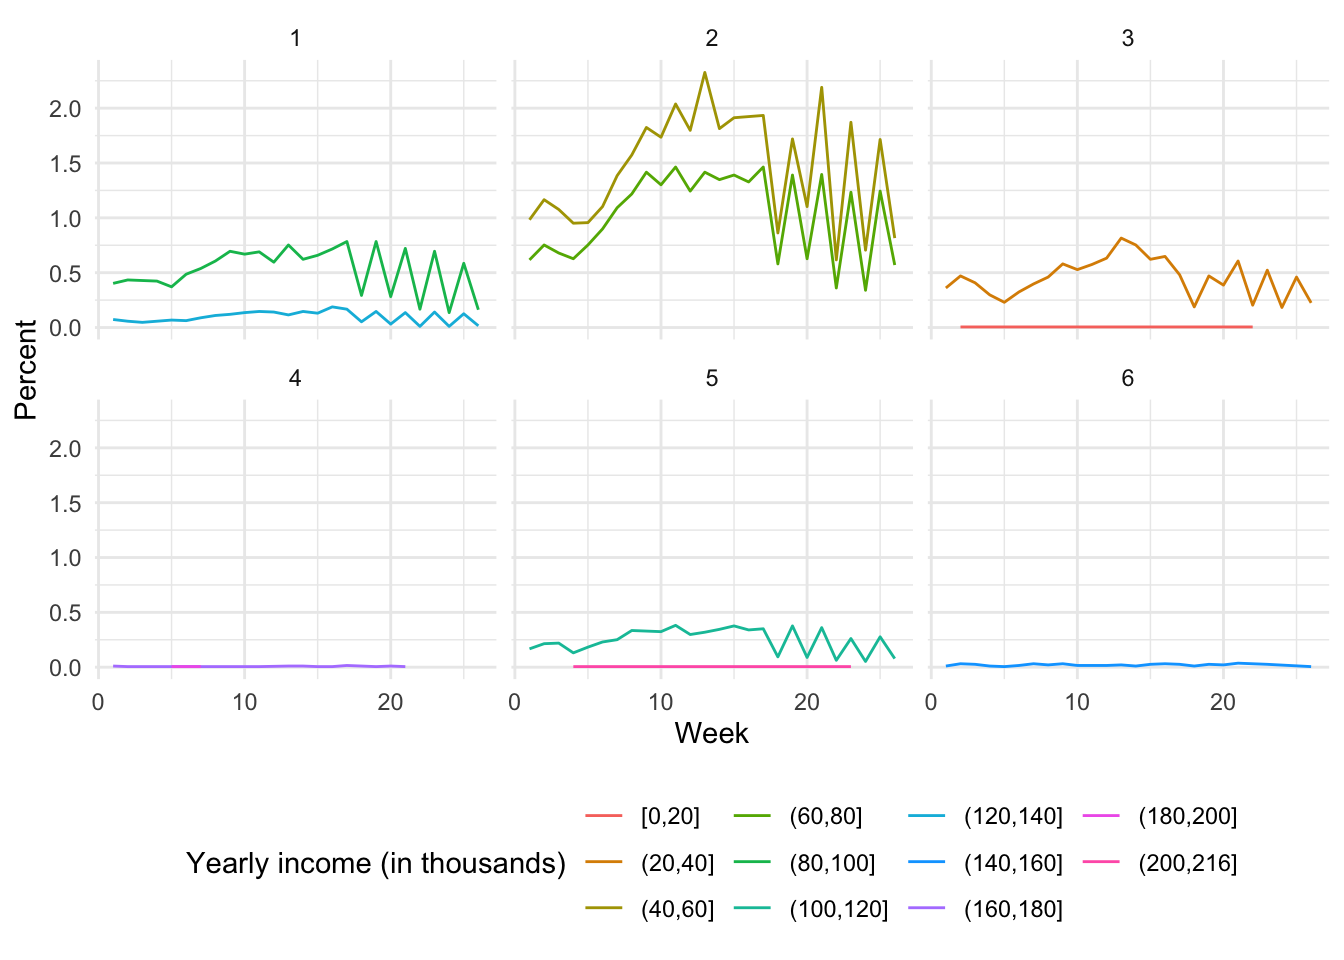 1 2 3
2.0
1.5
1.0
0.5
0.0
Percent
4 5 6
2.0
1.5
1.0
0.5
0.0
0 10 20 0 10 20 0 10 20
Week
Yearly income (in thousands)
[0,20] (60,80] (120,140] (180,200]
(20,40] (80,100] (140,160] (200,216]
(40,60] (100,120] (160,180]